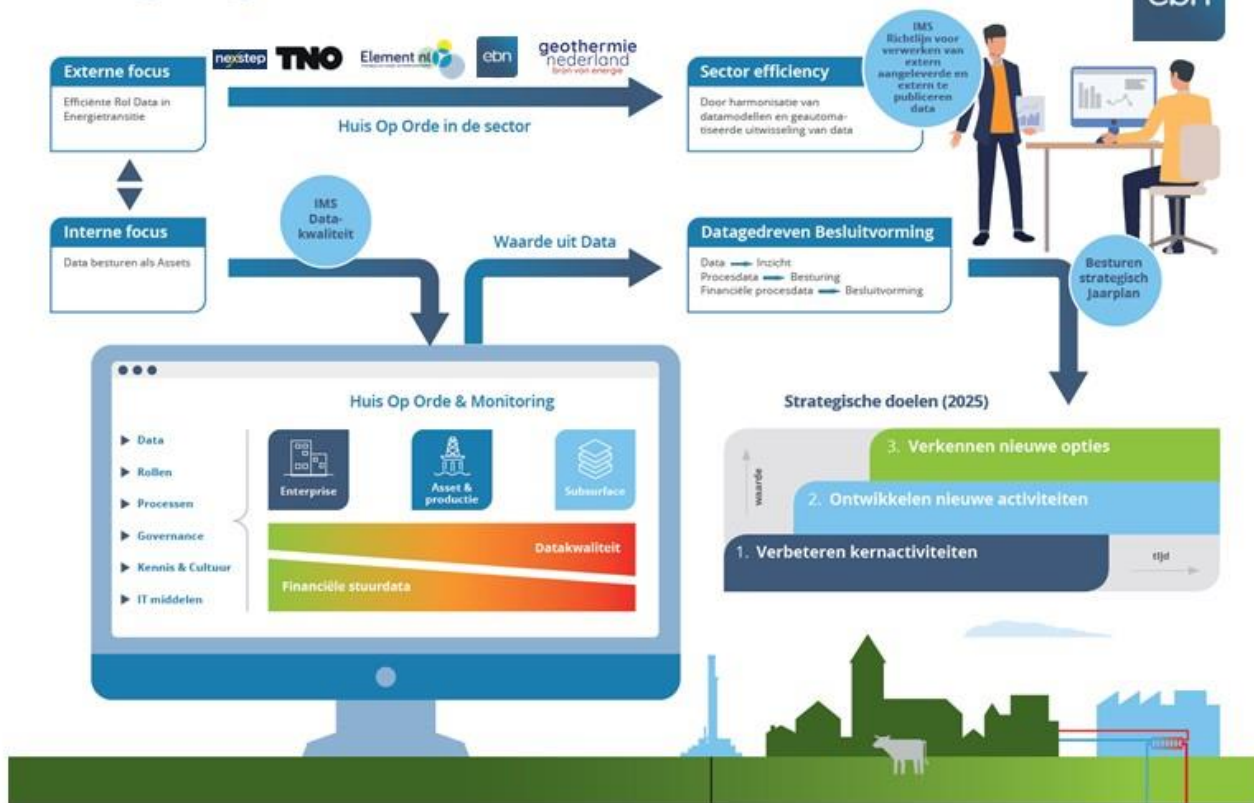 ebn
Externe focus
Efficiënte Rol Data in
Energietransitie
nexstep
TNO
Element nl
ebn
geothermie
nederland
bron van energie
Huis Op Orde in de sector
Sector efficiency
Door harmonisatie van
datamodellen en geautoma-
tiseerde uitwisseling van data
IMS
Richtlijn voor
verwerken van
extern
aangeleverde en
extern te
publiceren
data
Interne focus
Data besturen als Assets
IMS
Data-
kwaliteit
Waarde uit Data
Datagedreven Besluitvorming
Data Inzicht
Procesdata Besturing
Financiële procesdata Besluitvorming
Besturen
strategisch
Jaarplan
Huis Op Orde & Monitoring
Data
Rollen
Processen
Governance
Kennis & Cultuur
IT middelen
Enterprise
Asset &
productie
Subsurface
Datakwaliteit
Financiële stuurdata
Strategische doelen (2025)
waarde
3. Verkennen nieuwe opties
2. Ontwikkelen nieuwe activiteiten
1. Verbeteren kernactiviteiten
tijd